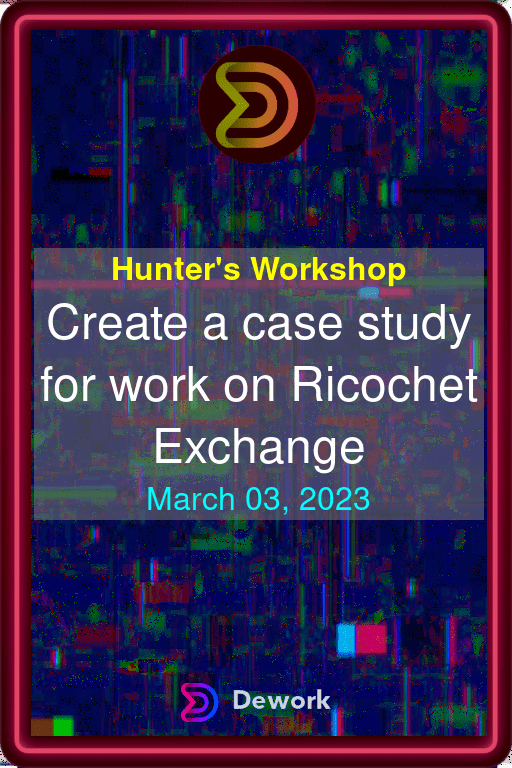 Hunter's Workshop
Create a case study
for work on Ricochet
Exchange
March 03, 2023
Dework